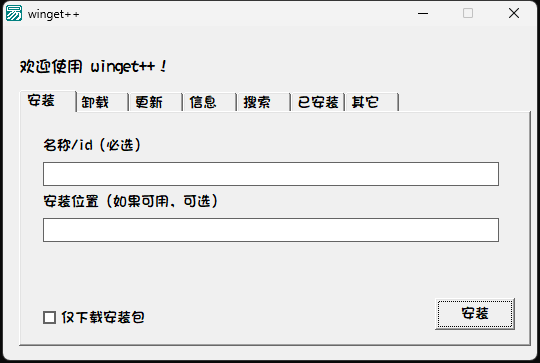 winget++
欢迎使用 winget++！
安装 卸载 更新 信息 搜索 已安装 其它
名称/id（必选）
安装位置（如果可用，可选）
仅下载安装包
安装